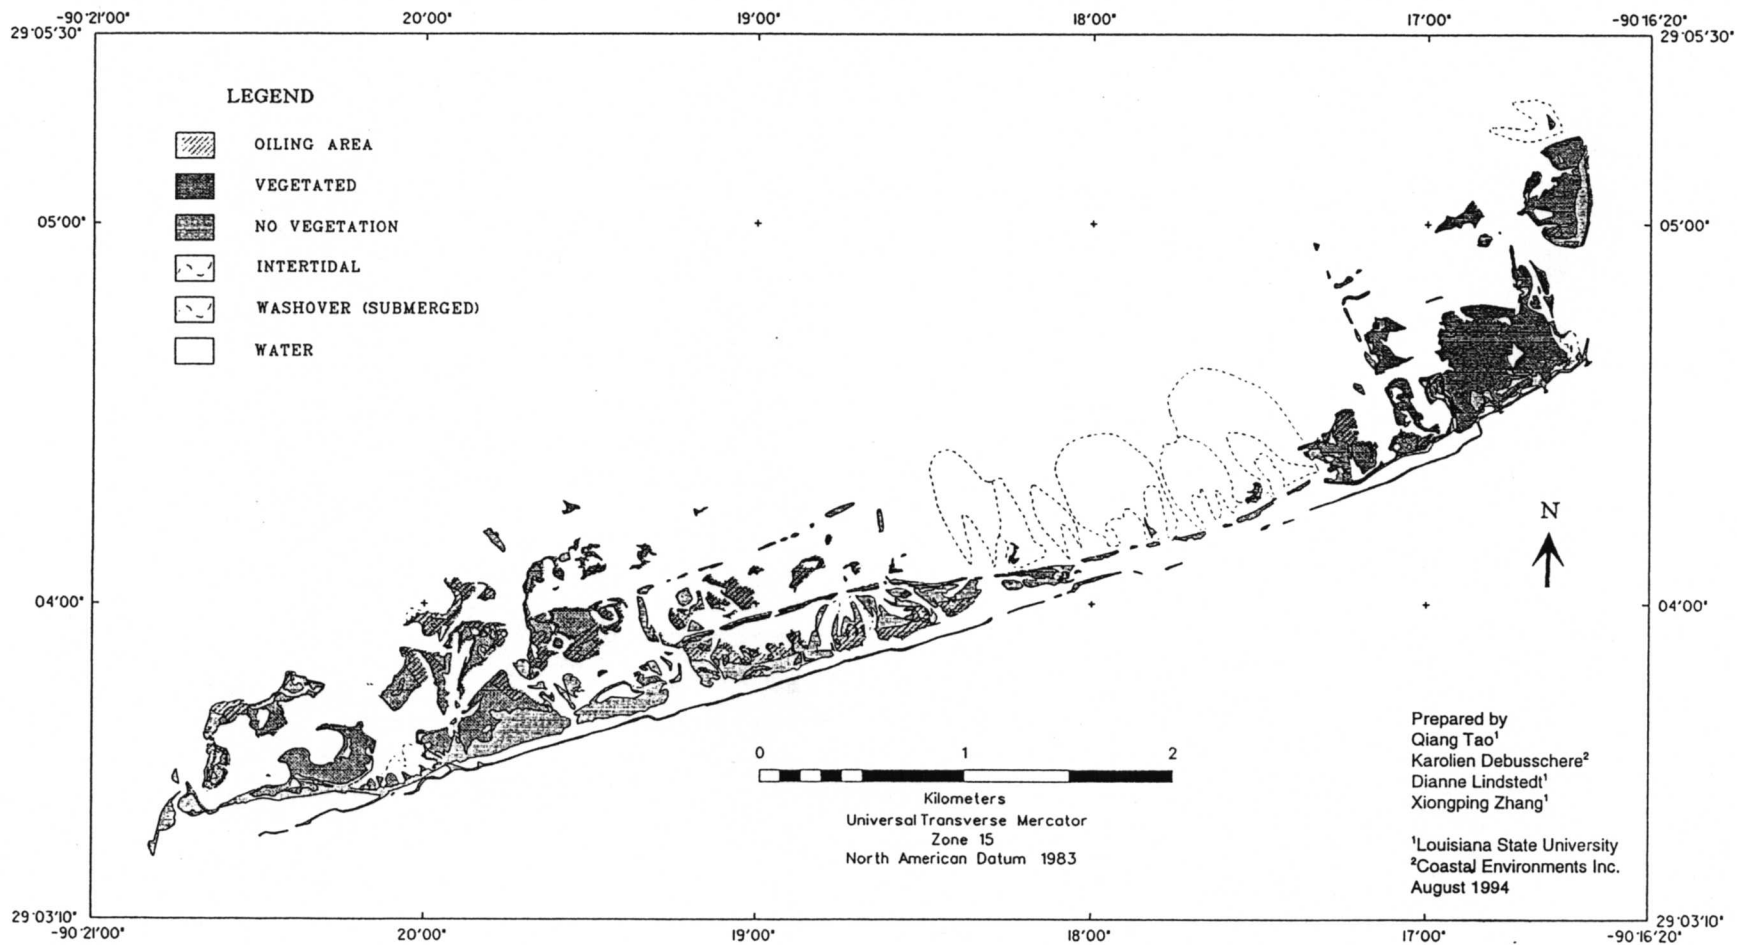 -90°21'00" 20'00" 19'00" 18'00" 17'00" -90°16'20"
29°05'30" 29°05'30"
LEGEND
OILING AREA
VEGETATED
NO VEGETATION
INTERTIDAL
WASHOVER (SUBMERGED)
WATER
05'00" 05'00"
N
04'00" 04'00"
0 1 2
Kilometers
Universal Transverse Mercator
Zone 15
North American Datum 1983
Prepared by
Qiang Tao¹
Karolien Debusschere²
Dianne Lindstedt¹
Xiongping Zhang¹
¹Louisiana State University
²Coastal Environments Inc.
August 1994
29°03'10" 29°03'10"
-90°21'00" 20'00" 19'00" 18'00" 17'00" -90°16'20"